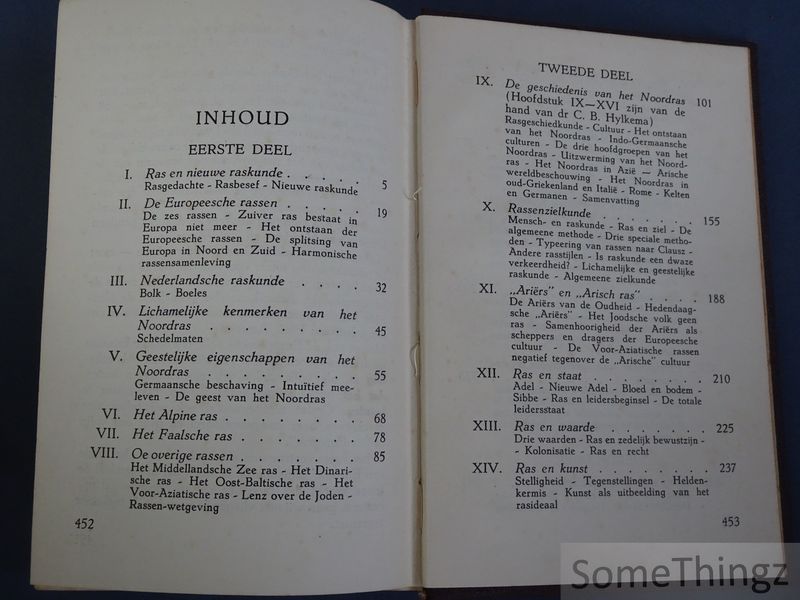 INHOUD
EERSTE DEEL
I. Ras en nieuwe raskunde . . . . . 5
Rasgedachte - Rasbesef - Nieuwe raskunde
II. De Europeesche rassen . . . . . 19
De zes rassen - Zuiver ras bestaat in
Europa niet meer - Het ontstaan der
Europeesche rassen - De splitsing van
Europa in Noord en Zuid - Harmonische
rassensamenleving
III. Nederlandsche raskunde . . . . 32
Bolk - Boeles
IV. Lichamelijke kenmerken van het
Noordras . . . . . . . . . 45
Schedelmaten
V. Geestelijke eigenschappen van het
Noordras . . . . . . . . . 55
Germaansche beschaving - Intuïtief mee-
leven - De geest van het Noordras
VI. Het Alpine ras . . . . . . . . 68
VII. Het Faalsche ras . . . . . . . 78
VIII. Oe overige rassen . . . . . . . 85
Het Middellandsche Zee ras - Het Dinari-
sche ras - Het Oost-Baltische ras - Het
Voor-Aziatische ras - Lenz over de Joden -
Rassen-wetgeving
452
TWEEDE DEEL
IX. De geschiedenis van het Noordras 101
(Hoofdstuk IX—XVI zijn van de
hand van dr C. B. Hylkema)
Rasgeschiedkunde - Cultuur - Het ontstaan
van het Noordras - Indo-Germaansche
culturen - De drie hoofdgroepen van het
Noordras - Uitzwerming van het Noord-
ras - Het Noordras in Azië — Arische
wereldbeschouwing - Het Noordras in
oud-Griekenland en Italië - Rome - Kelten
en Germanen - Samenvatting
X. Rassenzielkunde . . . . . . . 155
Mensch- en raskunde - Ras en ziel - De
algemeene methode - Drie speciale metho-
den - Typeering van rassen naar Clausz -
Andere rasstijlen - Is raskunde een dwaze
verkeerdheid? - Lichamelijke en geestelijke
raskunde - Algemeene zielkunde
XI. „Ariërs" en „Arisch ras" . . . . 188
De Ariërs van de Oudheid - Hedendaag-
sche „Ariërs" - Het Joodsche volk geen
ras - Samenhoorigheid der Ariërs als
scheppers en dragers der Europeesche
cultuur - De Voor-Aziatische rassen
negatief tegenover de „Arische" cultuur
XII. Ras en staat . . . . . . . . 210
Adel - Nieuwe Adel - Bloed en bodem -
Sibbe - Ras en leidersbeginsel - De totale
leidersstaat
XIII. Ras en waarde . . . . . . . 225
Drie waarden - Ras en zedelijk bewustzijn -
- Kolonisatie - Ras en recht
XIV. Ras en kunst . . . . . . . . 237
Stelligheid - Tegenstellingen - Helden-
kermis - Kunst als uitbeelding van het
rasideaal
453
SomeThingz